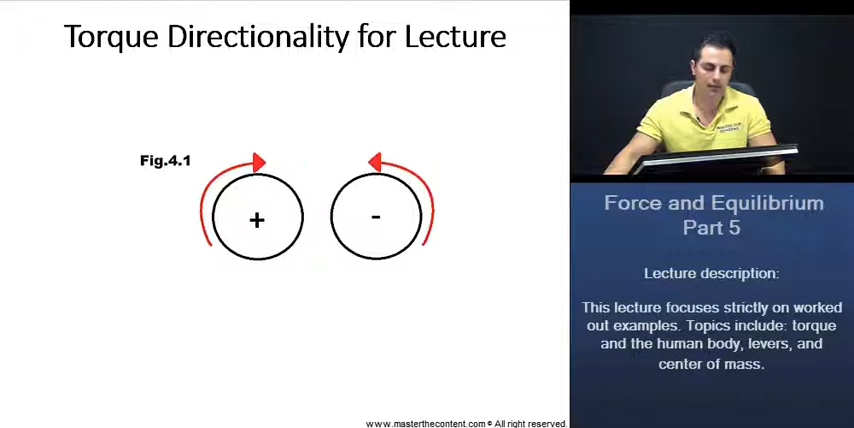 Torque Directionality for Lecture
Fig.4.1
+
-
www.masterthecontent.com © All right reserved.
Force and Equilibrium
Part 5
Lecture description:
This lecture focuses strictly on worked
out examples. Topics include: torque
and the human body, levers, and
center of mass.